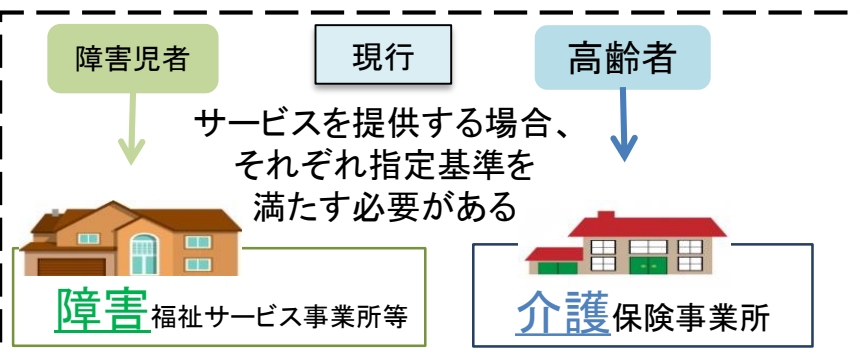 障害児者
現行
高齢者
サービスを提供する場合、
それぞれ指定基準を
満たす必要がある
障害福祉サービス事業所等
介護保険事業所